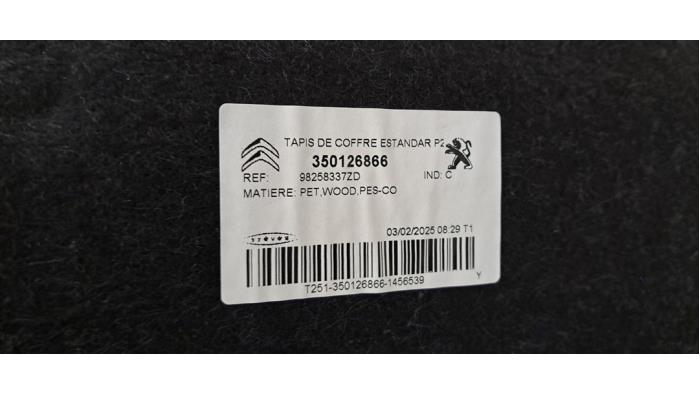 TAPIS DE COFFRE ESTANDAR P2
350126866
REF: 98258337ZD IND: C
MATIERE: PET,WOOD,PES-CO
03/02/2025 08:29 T1
T251-350126866-1456539
Y